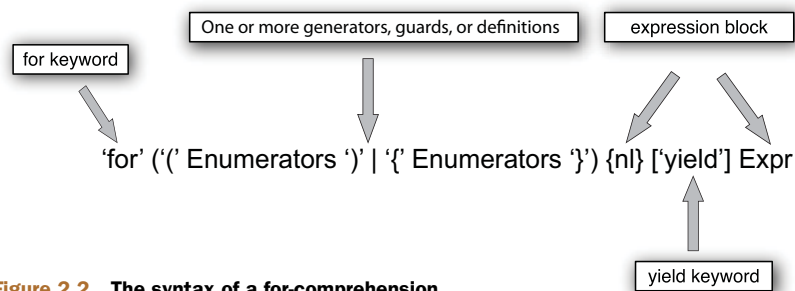 One or more generators, guards, or definitions
expression block
for keyword
‘for’ (‘(’ Enumerators ‘)’ | ‘{’ Enumerators ‘}’) {nl} [‘yield’] Expr
yield keyword
Figure 2.2 The syntax of a for-comprehension